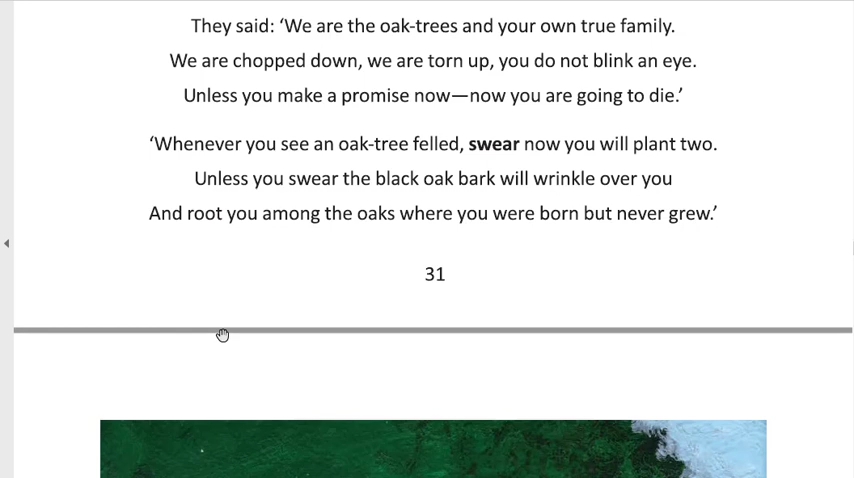 They said: ‘We are the oak-trees and your own true family.
We are chopped down, we are torn up, you do not blink an eye.
Unless you make a promise now—now you are going to die.’
‘Whenever you see an oak-tree felled, swear now you will plant two.
Unless you swear the black oak bark will wrinkle over you
And root you among the oaks where you were born but never grew.’
31